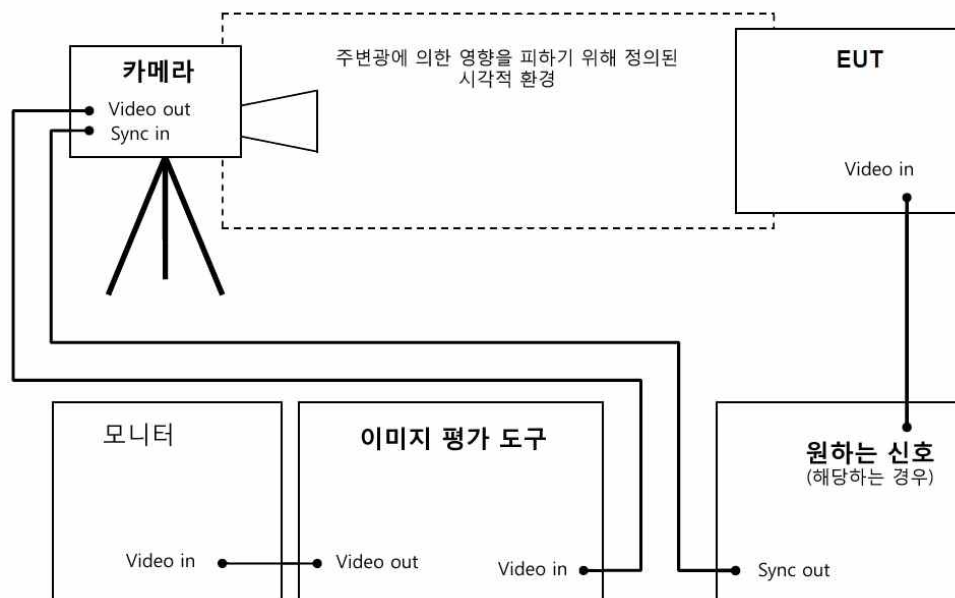 카메라
Video out
Sync in
주변광에 의한 영향을 피하기 위해 정의된
시각적 환경
EUT
Video in
모니터
Video in
이미지 평가 도구
Video out
Video in
원하는 신호
(해당하는 경우)
Sync out